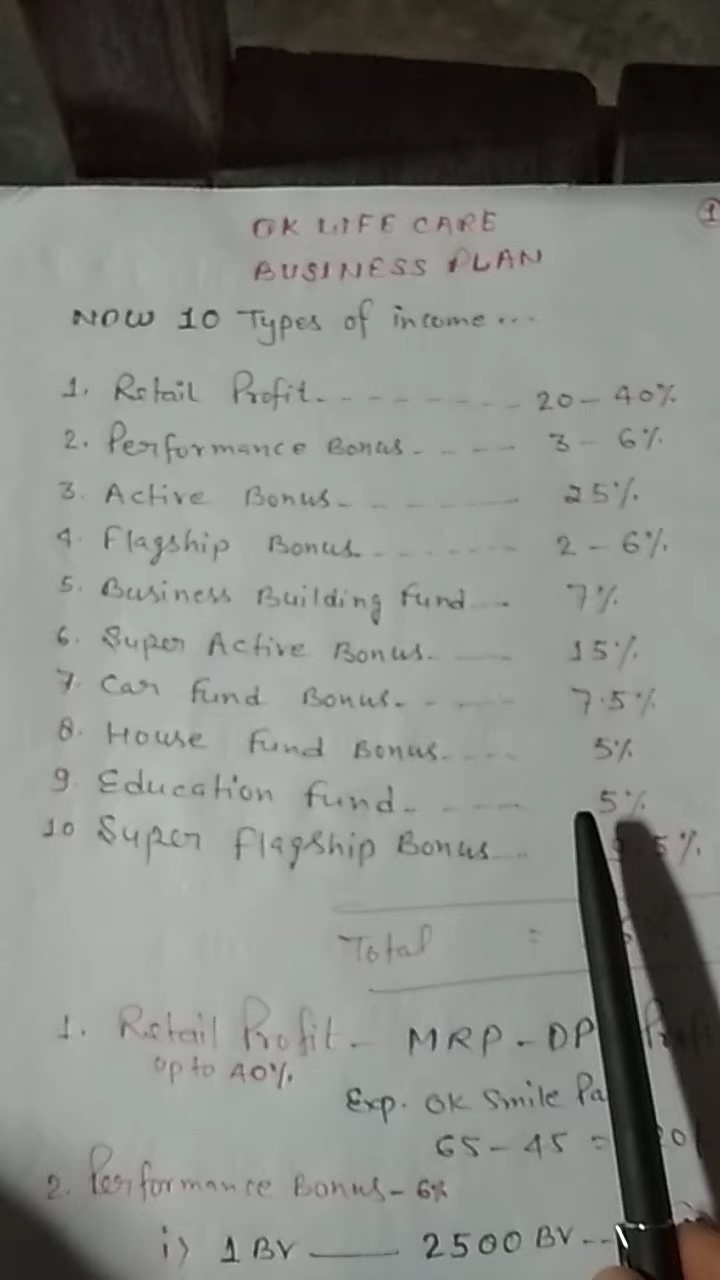 1
OK LIFE CARE
BUSINESS PLAN
NOW 10 Types of income...
1. Retail Profit.-------- 20 - 40%
2. Performance Bonus.---- 3 - 6%
3. Active Bonus------- 25%
4. Flagship Bonus.------- 2 - 6%
5. Business Building fund... 7%
6. Super Active Bonus.---- 15%
7. Car fund Bonus.---- 7.5%
8. House fund Bonus.---- 5%
9. Education fund.----- 5%
10 Super flagship Bonus... 5%
Total =
1. Retail Profit - MRP - DP
up to 40%
Exp. OK Smile
65 - 45 =
2. Performance Bonus - 6%
i) 1 BV —— 2500 BV --